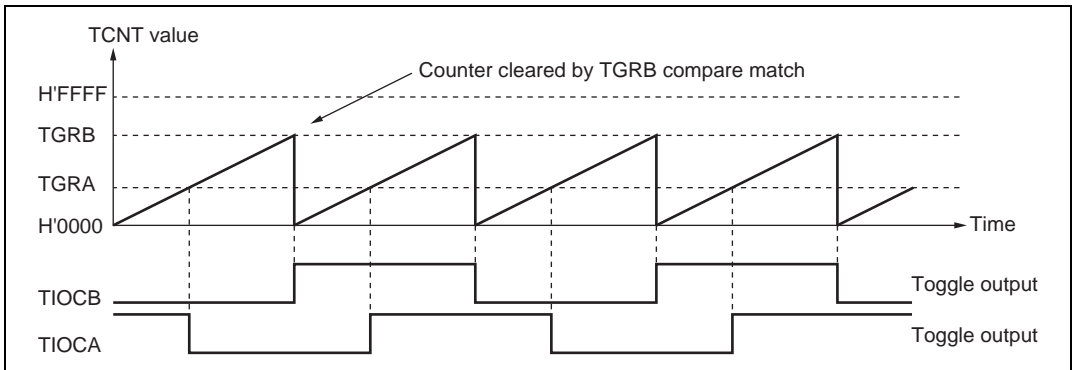 TCNT value
Counter cleared by TGRB compare match
H'FFFF
TGRB
TGRA
H'0000
Time
TIOCB
Toggle output
TIOCA
Toggle output